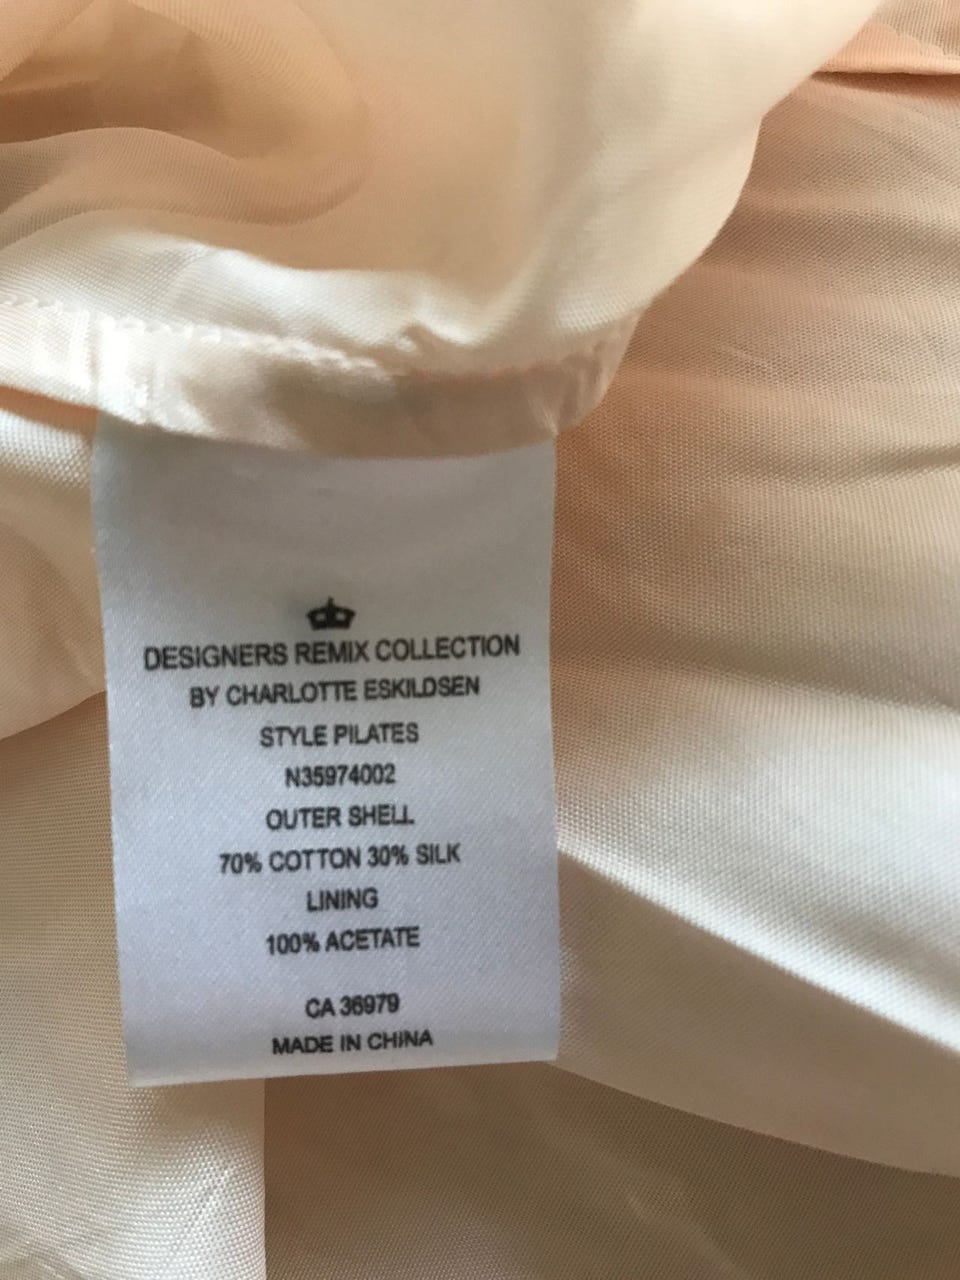 DESIGNERS REMIX COLLECTION
BY CHARLOTTE ESKILDSEN
STYLE PILATES
N35974002
OUTER SHELL
70% COTTON 30% SILK
LINING
100% ACETATE
CA 36979
MADE IN CHINA